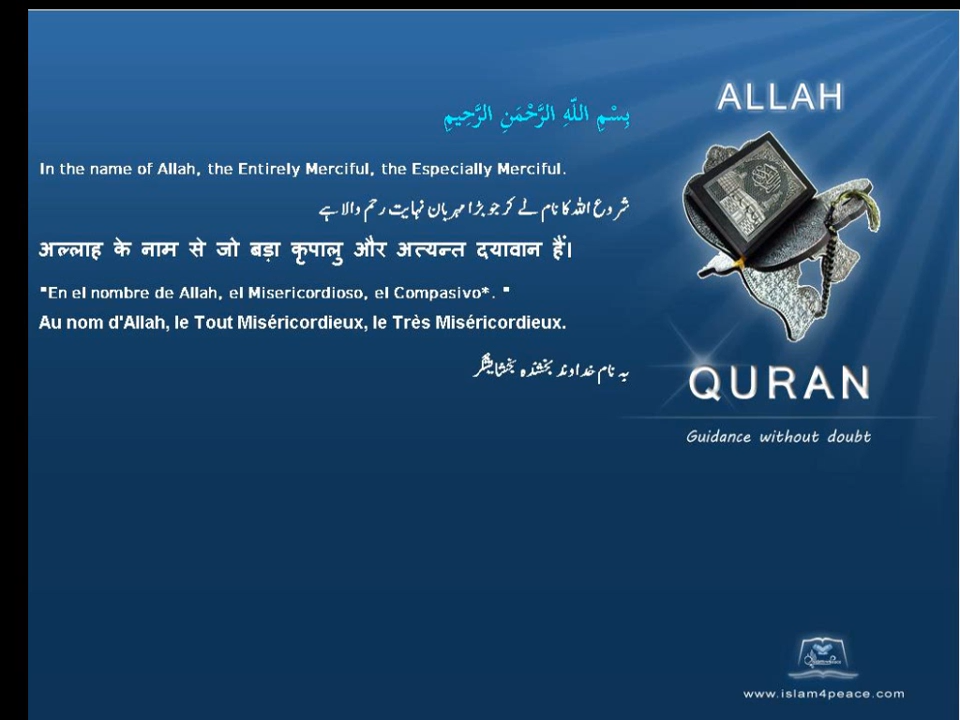 بِسْمِ اللّهِ الرَّحْمَنِ الرَّحِيمِ
In the name of Allah, the Entirely Merciful, the Especially Merciful.
شروع اللہ کا نام لے کر جو بڑا مہربان نہایت رحم والا ہے
अल्लाह के नाम से जो बड़ा कृपालु और अत्यन्त दयावान हैं।
"En el nombre de Allah, el Misericordioso, el Compasivo*. "
Au nom d'Allah, le Tout Miséricordieux, le Très Miséricordieux.
به نام خداوند بخشنده بخشایشگر
ALLAH
QURAN
Guidance without doubt
www.islam4peace.com